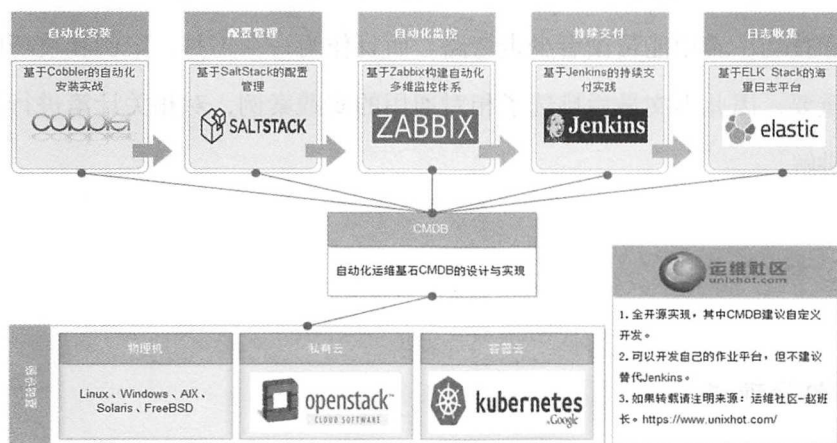 自动化安装
配置管理
自动化监控
持续交付
日志收集
基于Cobbler的自动化
安装实战
cobbler
基于SaltStack的配置
管理
SALTSTACK
基于Zabbix构建自动化
多维监控体系
ZABBIX
基于Jenkins的持续交
付实践
Jenkins
基于ELK Stack的海
量日志平台
elastic
CMDB
自动化运维基石CMDB的设计与实现
基础设施
物理机
Linux、Windows、AIX、
Solaris、FreeBSD
私有云
openstack™
CLOUD SOFTWARE
容器云
kubernetes
by Google
运维社区
unixhot.com
1. 全开源实现，其中CMDB建议自定义
开发。
2. 可以开发自己的作业平台，但不建议
替代Jenkins。
3. 如果转载请注明来源：运维社区-赵班
长。https://www.unixhot.com/